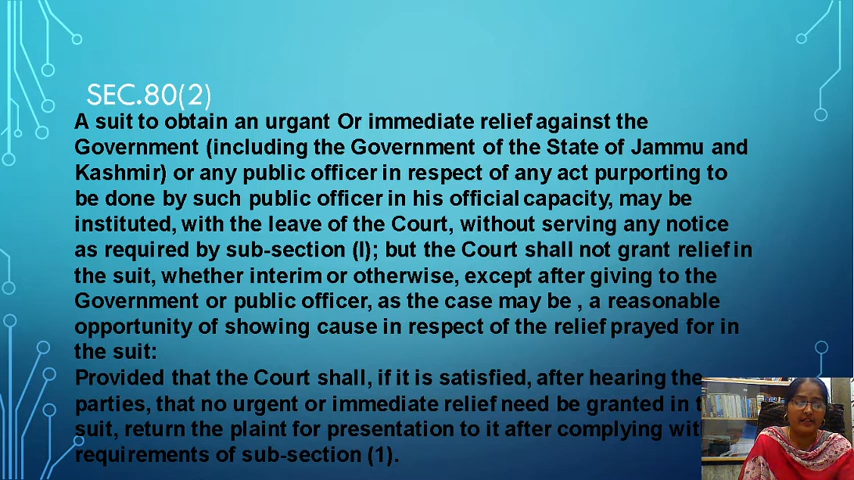 SEC.80(2)
A suit to obtain an urgant Or immediate relief against the
Government (including the Government of the State of Jammu and
Kashmir) or any public officer in respect of any act purporting to
be done by such public officer in his official capacity, may be
instituted, with the leave of the Court, without serving any notice
as required by sub-section (l); but the Court shall not grant relief in
the suit, whether interim or otherwise, except after giving to the
Government or public officer, as the case may be , a reasonable
opportunity of showing cause in respect of the relief prayed for in
the suit:
Provided that the Court shall, if it is satisfied, after hearing the
parties, that no urgent or immediate relief need be granted in
suit, return the plaint for presentation to it after complying
requirements of sub-section (1).